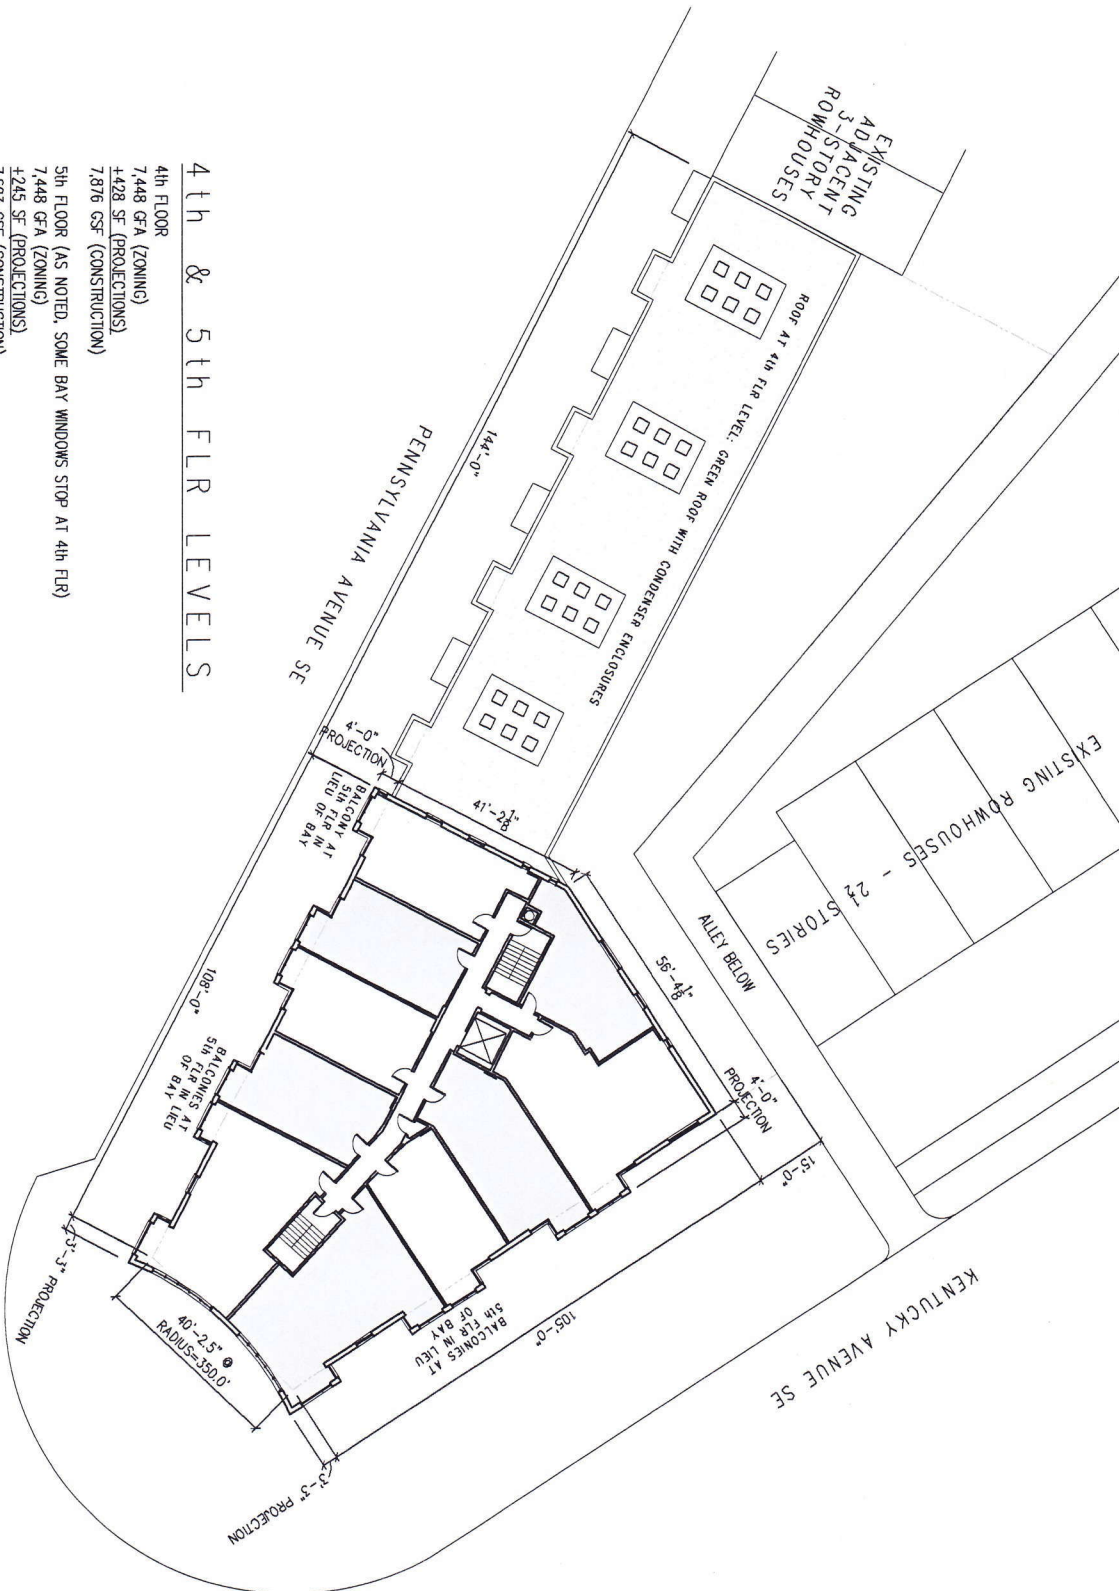 4th & 5th FLR LEVELS
4th FLOOR
7,448 GFA (ZONING)
+428 SF (PROJECTIONS)
7,876 GSF (CONSTRUCTION)
5th FLOOR (AS NOTED, SOME BAY WINDOWS STOP AT 4th FLR)
7,448 GFA (ZONING)
+245 SF (PROJECTIONS)
EXISTING
ADJACENT
3-STORY
ROWHOUSES
ROOF AT 4th FLR LEVEL: GREEN ROOF WITH CONDENSER ENCLOSURES
144'-0"
PENNSYLVANIA AVENUE SE
4'-0"
PROJECTION
BALCONY AT
5th FLR IN
LIEU OF BAY
41'-2⅛"
56'-4⅛"
ALLEY BELOW
EXISTING ROWHOUSES - 2½ STORIES
4'-0"
PROJECTION
15'-0"
108'-0"
BALCONIES AT
5th FLR IN LIEU
OF BAY
BALCONIES AT
5th FLR IN LIEU
OF BAY
105'-0"
KENTUCKY AVENUE SE
3'-3" PROJECTION
40'-2.5" @
RADIUS=350.0'
3'-3" PROJECTION